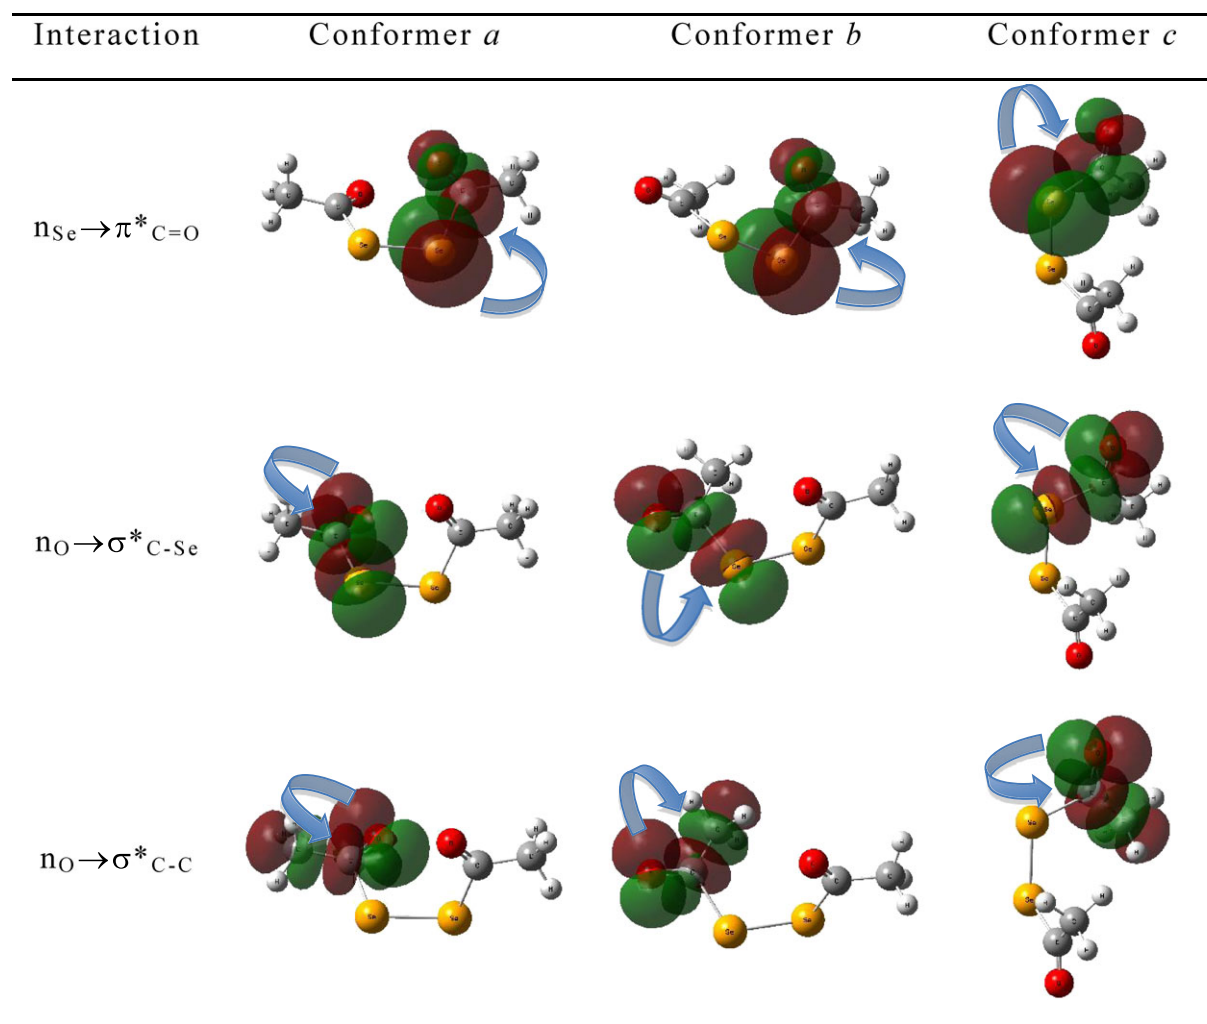 Interaction Conformer a Conformer b Conformer c
nSe→π*C=O
nO→σ*C-Se
nO→σ*C-C